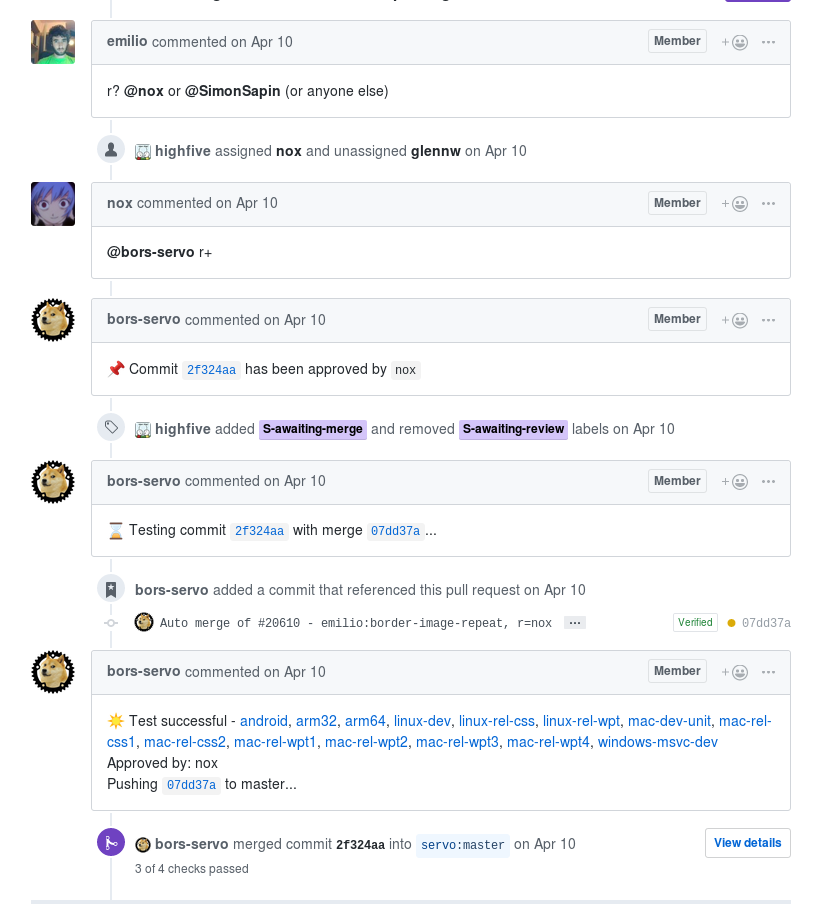 emilio commented on Apr 10 Member
r? @nox or @SimonSapin (or anyone else)
highfive assigned nox and unassigned glennw on Apr 10
nox commented on Apr 10 Member
@bors-servo r+
bors-servo commented on Apr 10 Member
📌 Commit 2f324aa has been approved by nox
highfive added S-awaiting-merge and removed S-awaiting-review labels on Apr 10
bors-servo commented on Apr 10 Member
⌛ Testing commit 2f324aa with merge 07dd37a...
bors-servo added a commit that referenced this pull request on Apr 10
Auto merge of #20610 - emilio:border-image-repeat, r=nox ... Verified 07dd37a
bors-servo commented on Apr 10 Member
☀️ Test successful - android, arm32, arm64, linux-dev, linux-rel-css, linux-rel-wpt, mac-dev-unit, mac-rel-
css1, mac-rel-css2, mac-rel-wpt1, mac-rel-wpt2, mac-rel-wpt3, mac-rel-wpt4, windows-msvc-dev
Approved by: nox
Pushing 07dd37a to master...
bors-servo merged commit 2f324aa into servo:master on Apr 10 View details
3 of 4 checks passed